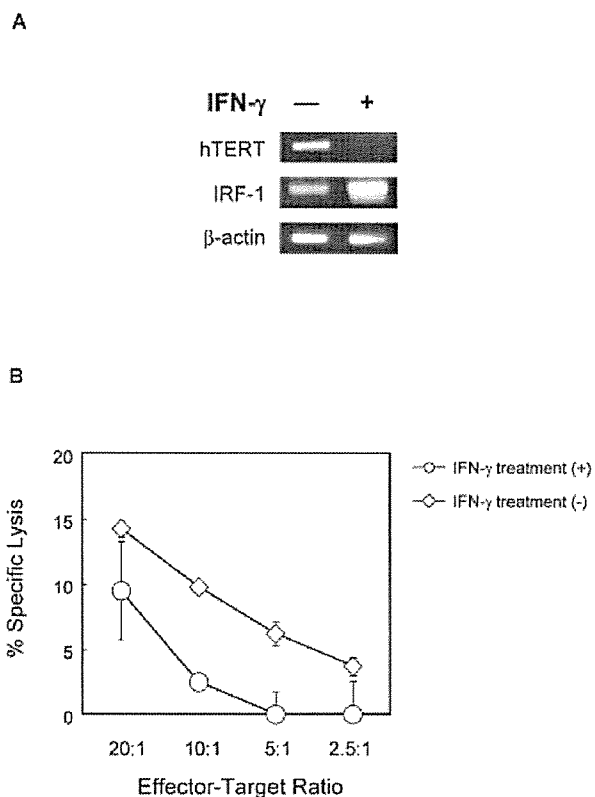 A
IFN-γ — +
hTERT
IRF-1
β-actin
B
20
15
10
5
0
% Specific Lysis
20:1 10:1 5:1 2.5:1
Effector-Target Ratio
IFN-γ treatment (+)
IFN-γ treatment (-)